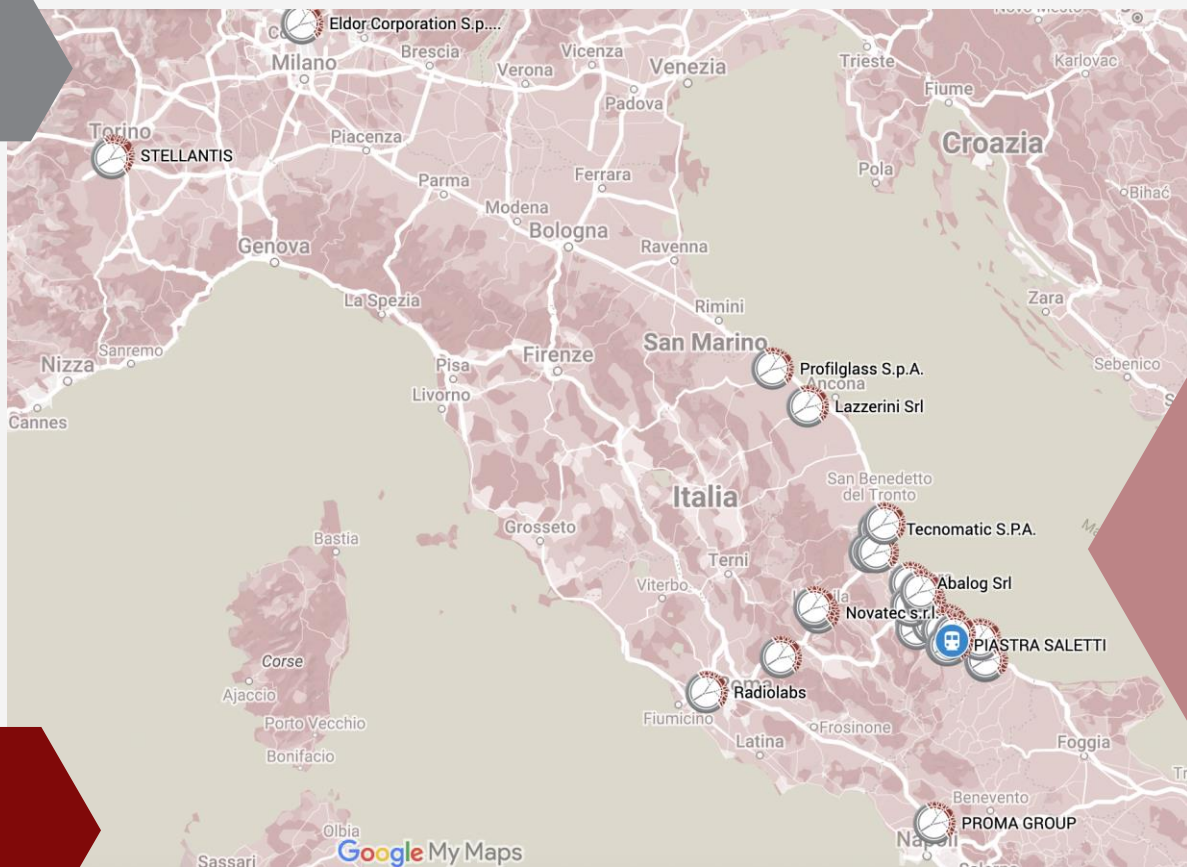 Eldor Corporation S.p....
Milano
Brescia
Vicenza
Verona
Venezia
Padova
Trieste
Karlovac
Fiume
Croazia
Torino
STELLANTIS
Piacenza
Parma
Ferrara
Pola
Bihać
Modena
Bologna
Genova
Ravenna
La Spezia
Rimini
Zara
San Marino
Nizza
Sanremo
Pisa
Firenze
Profilglass S.p.A.
Ancona
Sebenico
Livorno
Lazzerini Srl
Cannes
San Benedetto
del Tronto
Italia
Grosseto
Tecnomatic S.P.A.
Bastia
Terni
Viterbo
Abalog Srl
Novatec s.r.l.
PIASTRA SALETTI
Corse
Ajaccio
Roma
Radiolabs
Fiumicino
Porto Vecchio
Frosinone
Latina
Foggia
Bonifacio
Benevento
PROMA GROUP
Napoli
Olbia
Google My Maps
Sassari